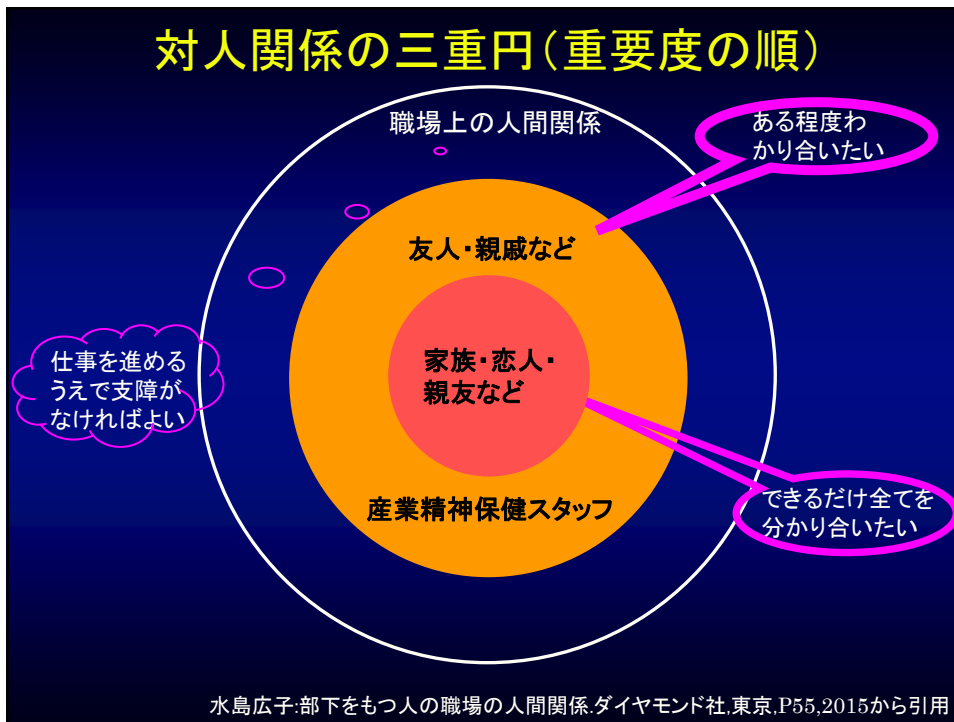 対人関係の三重円(重要度の順)
職場上の人間関係
ある程度わ
かり合いたい
友人・親戚など
家族・恋人・
親友など
仕事を進める
うえで支障が
なければよい
産業精神保健スタッフ
できるだけ全てを
分かり合いたい
水島広子:部下をもつ人の職場の人間関係.ダイヤモンド社,東京,P55,2015から引用